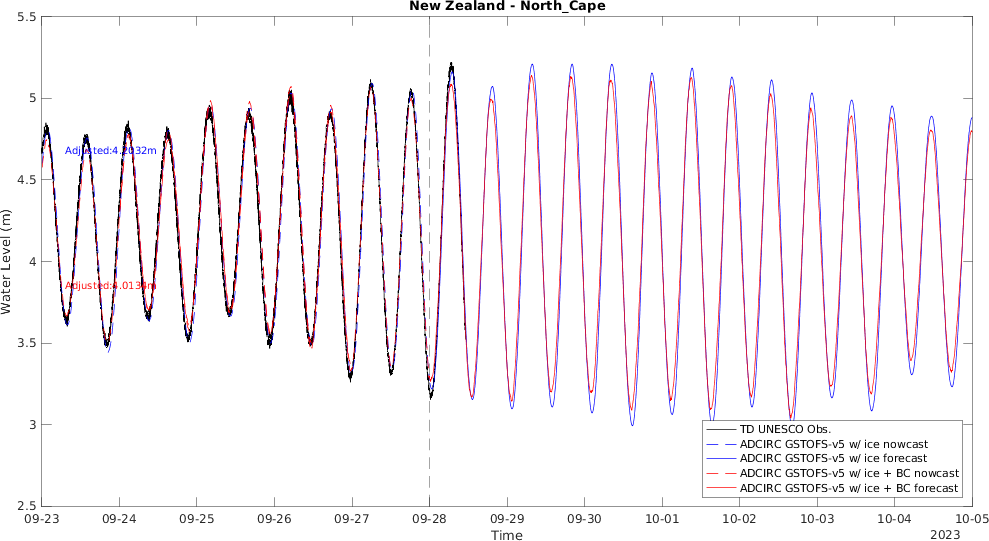 New Zealand - North_Cape
5.5
5
4.5
4
3.5
3
2.5
Water Level (m)
Adjusted:4.2032m
Adjusted:4.0134m
TD UNESCO Obs.
ADCIRC GSTOFS-v5 w/ ice nowcast
ADCIRC GSTOFS-v5 w/ ice forecast
ADCIRC GSTOFS-v5 w/ ice + BC nowcast
ADCIRC GSTOFS-v5 w/ ice + BC forecast
09-23 09-24 09-25 09-26 09-27 09-28 09-29 09-30 10-01 10-02 10-03 10-04 10-05
Time
2023